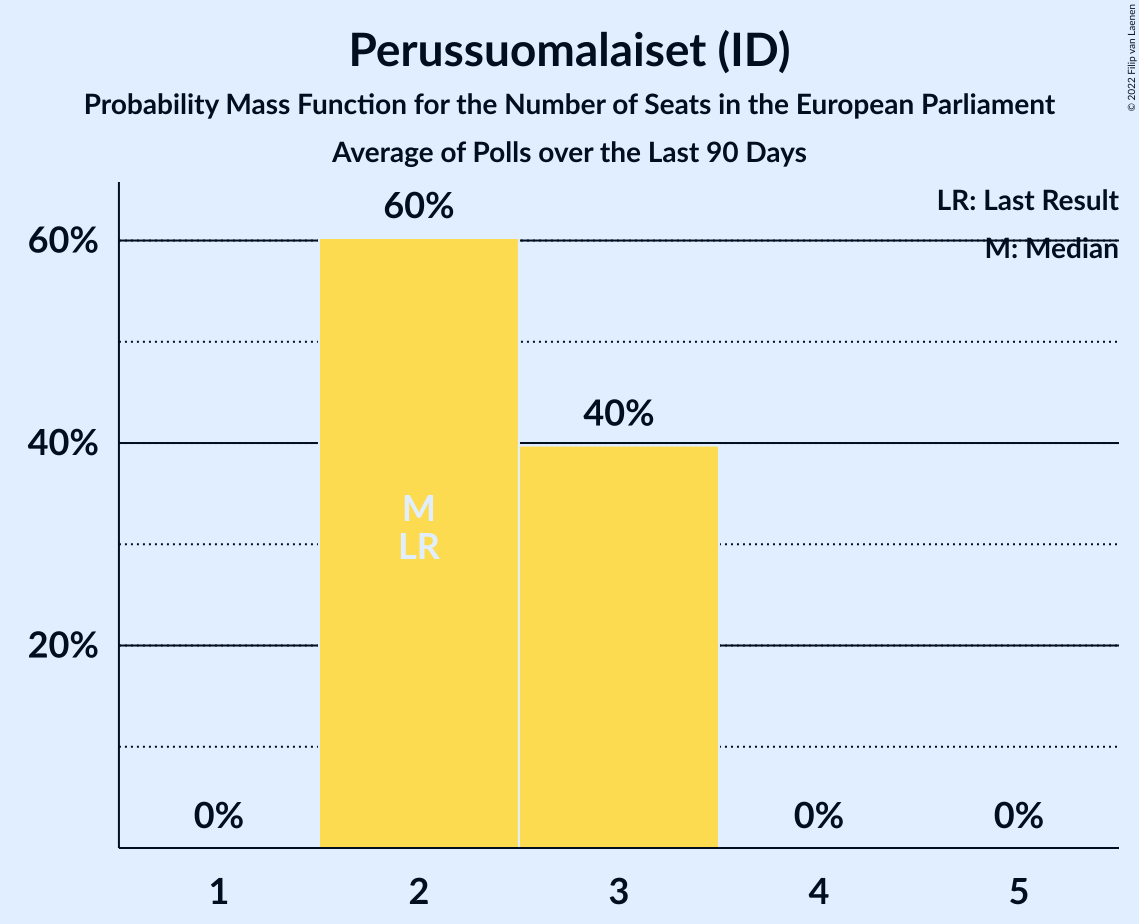 Perussuomalaiset (ID)
Probability Mass Function for the Number of Seats in the European Parliament
Average of Polls over the Last 90 Days
© 2022 Filip van Laenen
LR: Last Result
M: Median
60%
40%
20%
0%
60%
40%
0%
0%
M
LR
1
2
3
4
5